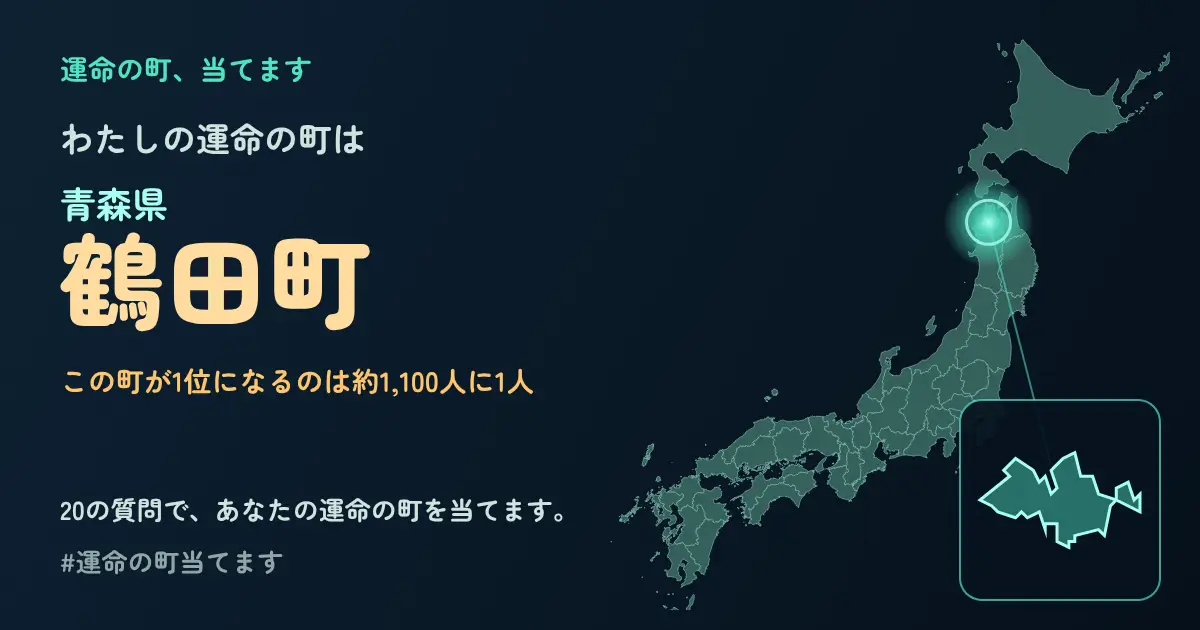 運命の町、当てます
わたしの運命の町は
青森県
鶴田町
この町が1位になるのは約1,100人に1人
20の質問で、あなたの運命の町を当てます。
#運命の町当てます